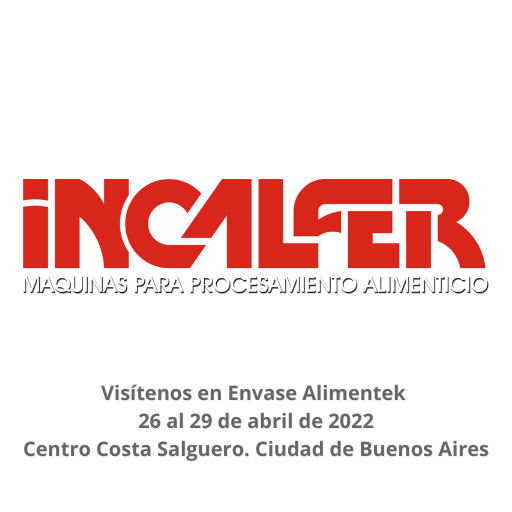 INCALFER
MAQUINAS PARA PROCESAMIENTO ALIMENTICIO
Visítenos en Envase Alimentek
26 al 29 de abril de 2022
Centro Costa Salguero. Ciudad de Buenos Aires